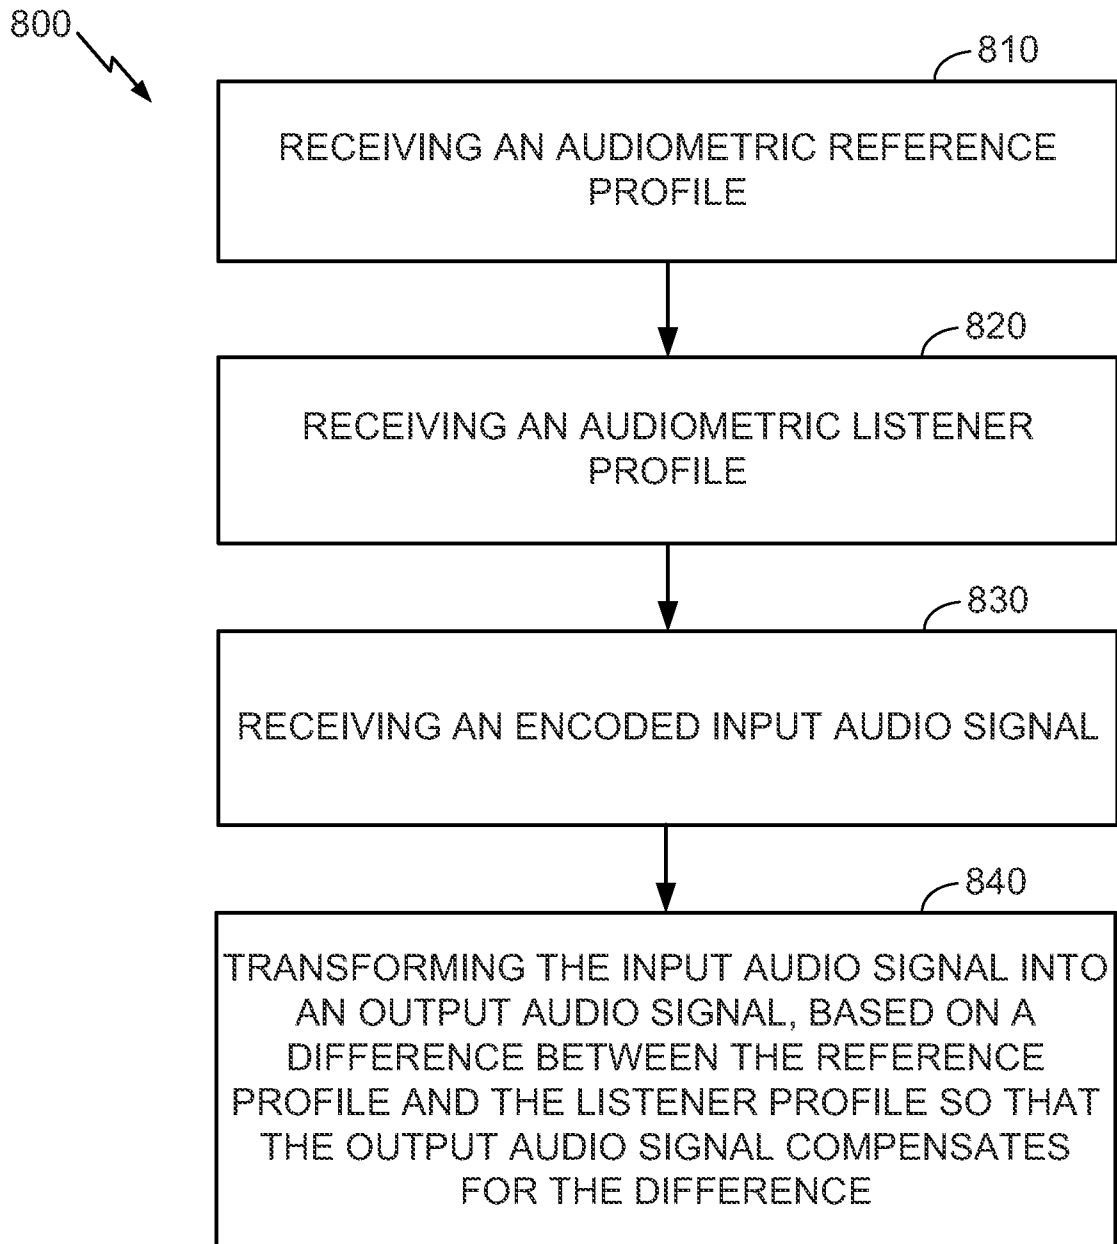 800
810
RECEIVING AN AUDIOMETRIC REFERENCE
PROFILE
820
RECEIVING AN AUDIOMETRIC LISTENER
PROFILE
830
RECEIVING AN ENCODED INPUT AUDIO SIGNAL
840
TRANSFORMING THE INPUT AUDIO SIGNAL INTO
AN OUTPUT AUDIO SIGNAL, BASED ON A
DIFFERENCE BETWEEN THE REFERENCE
PROFILE AND THE LISTENER PROFILE SO THAT
THE OUTPUT AUDIO SIGNAL COMPENSATES
FOR THE DIFFERENCE